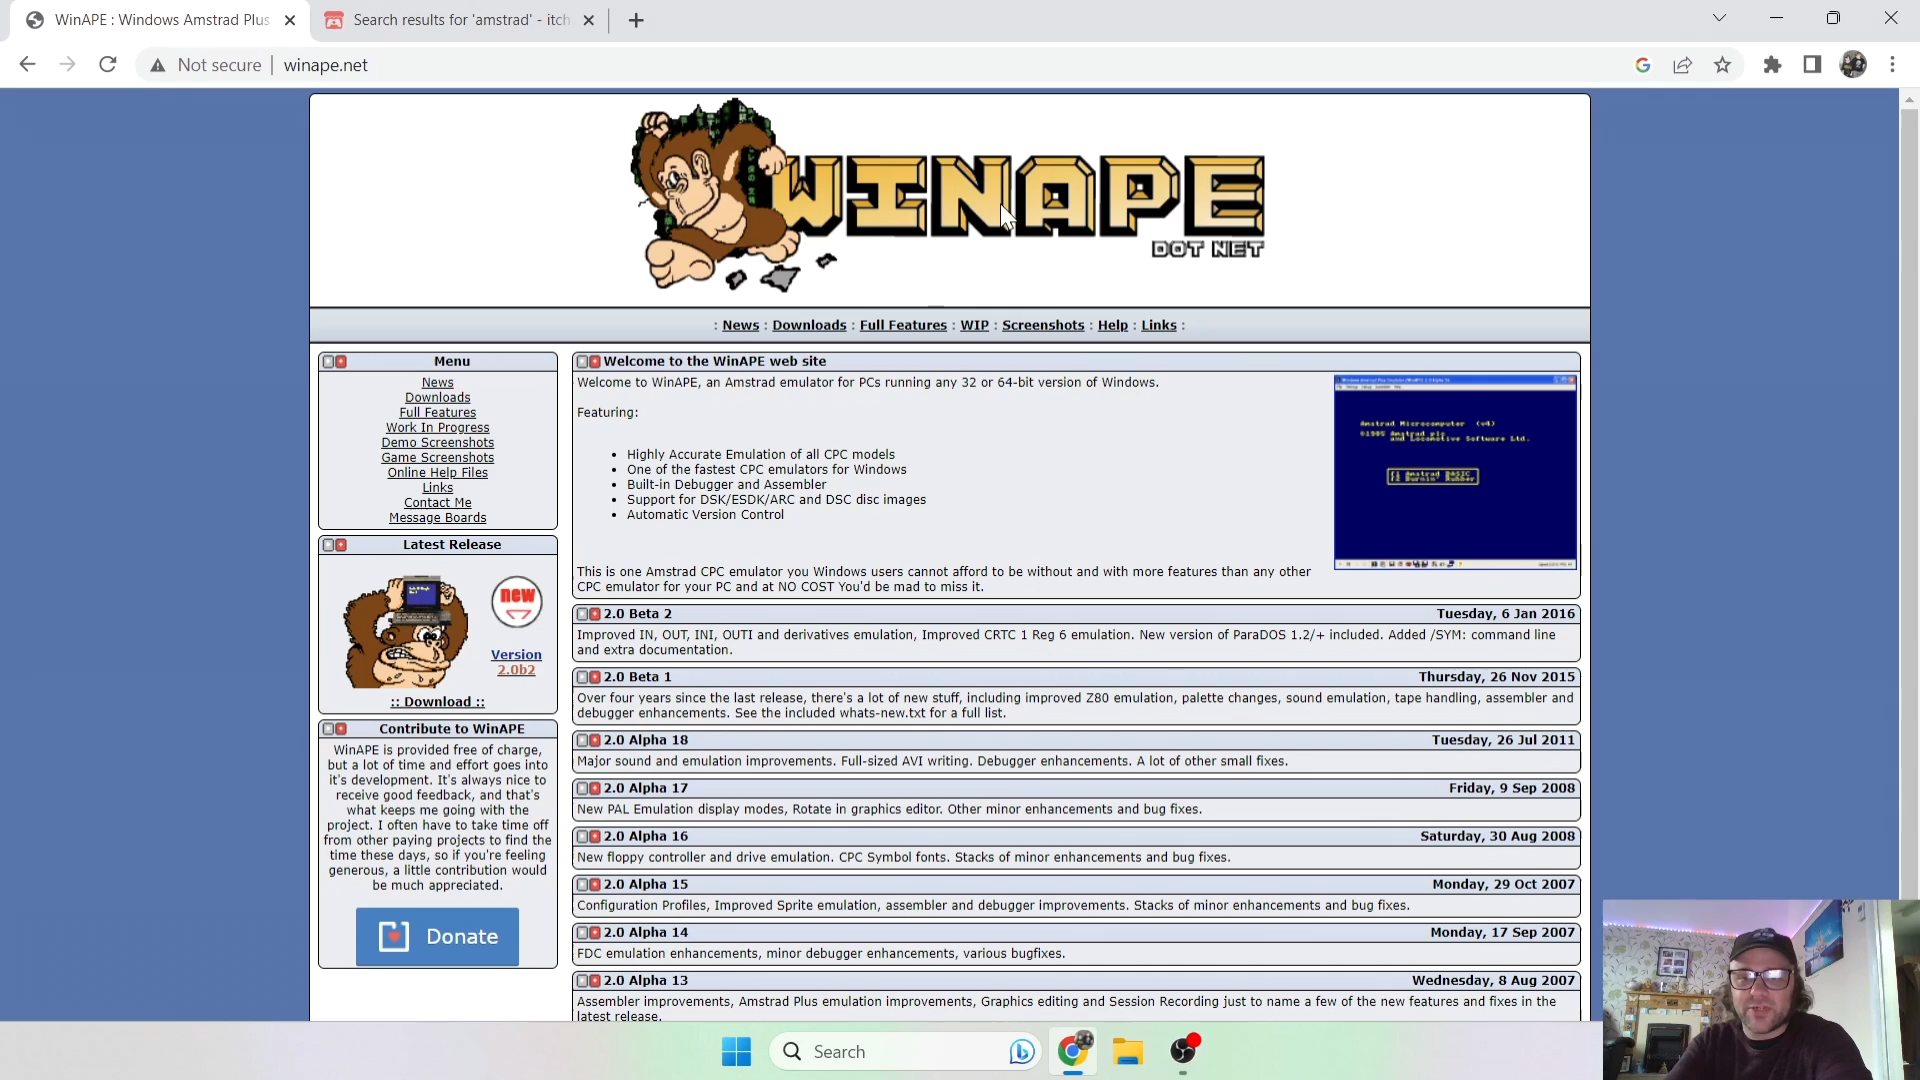 WinAPE : Windows Amstrad Plus
Search results for 'amstrad' - itch
Not secure
winape.net
WINAPE
DOT NET
: News : Downloads : Full Features : WIP : Screenshots : Help : Links :
Menu
News
Downloads
Full Features
Work In Progress
Demo Screenshots
Game Screenshots
Online Help Files
Links
Contact Me
Message Boards
Latest Release
new
Version
2.0b2
:: Download ::
Contribute to WinAPE
WinAPE is provided free of charge,
but a lot of time and effort goes into
it's development. It's always nice to
receive good feedback, and that's
what keeps me going with the
project. I often have to take time off
from other paying projects to find the
time these days, so if you're feeling
generous, a little contribution would
be much appreciated.
Donate
Welcome to the WinAPE web site
Welcome to WinAPE, an Amstrad emulator for PCs running any 32 or 64-bit version of Windows.
Featuring:
• Highly Accurate Emulation of all CPC models
• One of the fastest CPC emulators for Windows
• Built-in Debugger and Assembler
• Support for DSK/ESDK/ARC and DSC disc images
• Automatic Version Control
This is one Amstrad CPC emulator you Windows users cannot afford to be without and with more features than any other
CPC emulator for your PC and at NO COST You'd be mad to miss it.
Amstrad Microcomputer (v4)
©1985 Amstrad plc
and Locomotive Software Ltd.
f1 Amstrad BASIC
f2 Burnin' Rubber
2.0 Beta 2 Tuesday, 6 Jan 2016
Improved IN, OUT, INI, OUTI and derivatives emulation, Improved CRTC 1 Reg 6 emulation. New version of ParaDOS 1.2/+ included. Added /SYM: command line
and extra documentation.
2.0 Beta 1 Thursday, 26 Nov 2015
Over four years since the last release, there's a lot of new stuff, including improved Z80 emulation, palette changes, sound emulation, tape handling, assembler and
debugger enhancements. See the included whats-new.txt for a full list.
2.0 Alpha 18 Tuesday, 26 Jul 2011
Major sound and emulation improvements. Full-sized AVI writing. Debugger enhancements. A lot of other small fixes.
2.0 Alpha 17 Friday, 9 Sep 2008
New PAL Emulation display modes, Rotate in graphics editor. Other minor enhancements and bug fixes.
2.0 Alpha 16 Saturday, 30 Aug 2008
New floppy controller and drive emulation. CPC Symbol fonts. Stacks of minor enhancements and bug fixes.
2.0 Alpha 15 Monday, 29 Oct 2007
Configuration Profiles, Improved Sprite emulation, assembler and debugger improvements. Stacks of minor enhancements and bug fixes.
2.0 Alpha 14 Monday, 17 Sep 2007
FDC emulation enhancements, minor debugger enhancements, various bugfixes.
2.0 Alpha 13 Wednesday, 8 Aug 2007
Assembler improvements, Amstrad Plus emulation improvements, Graphics editing and Session Recording just to name a few of the new features and fixes in the
latest release.
Search